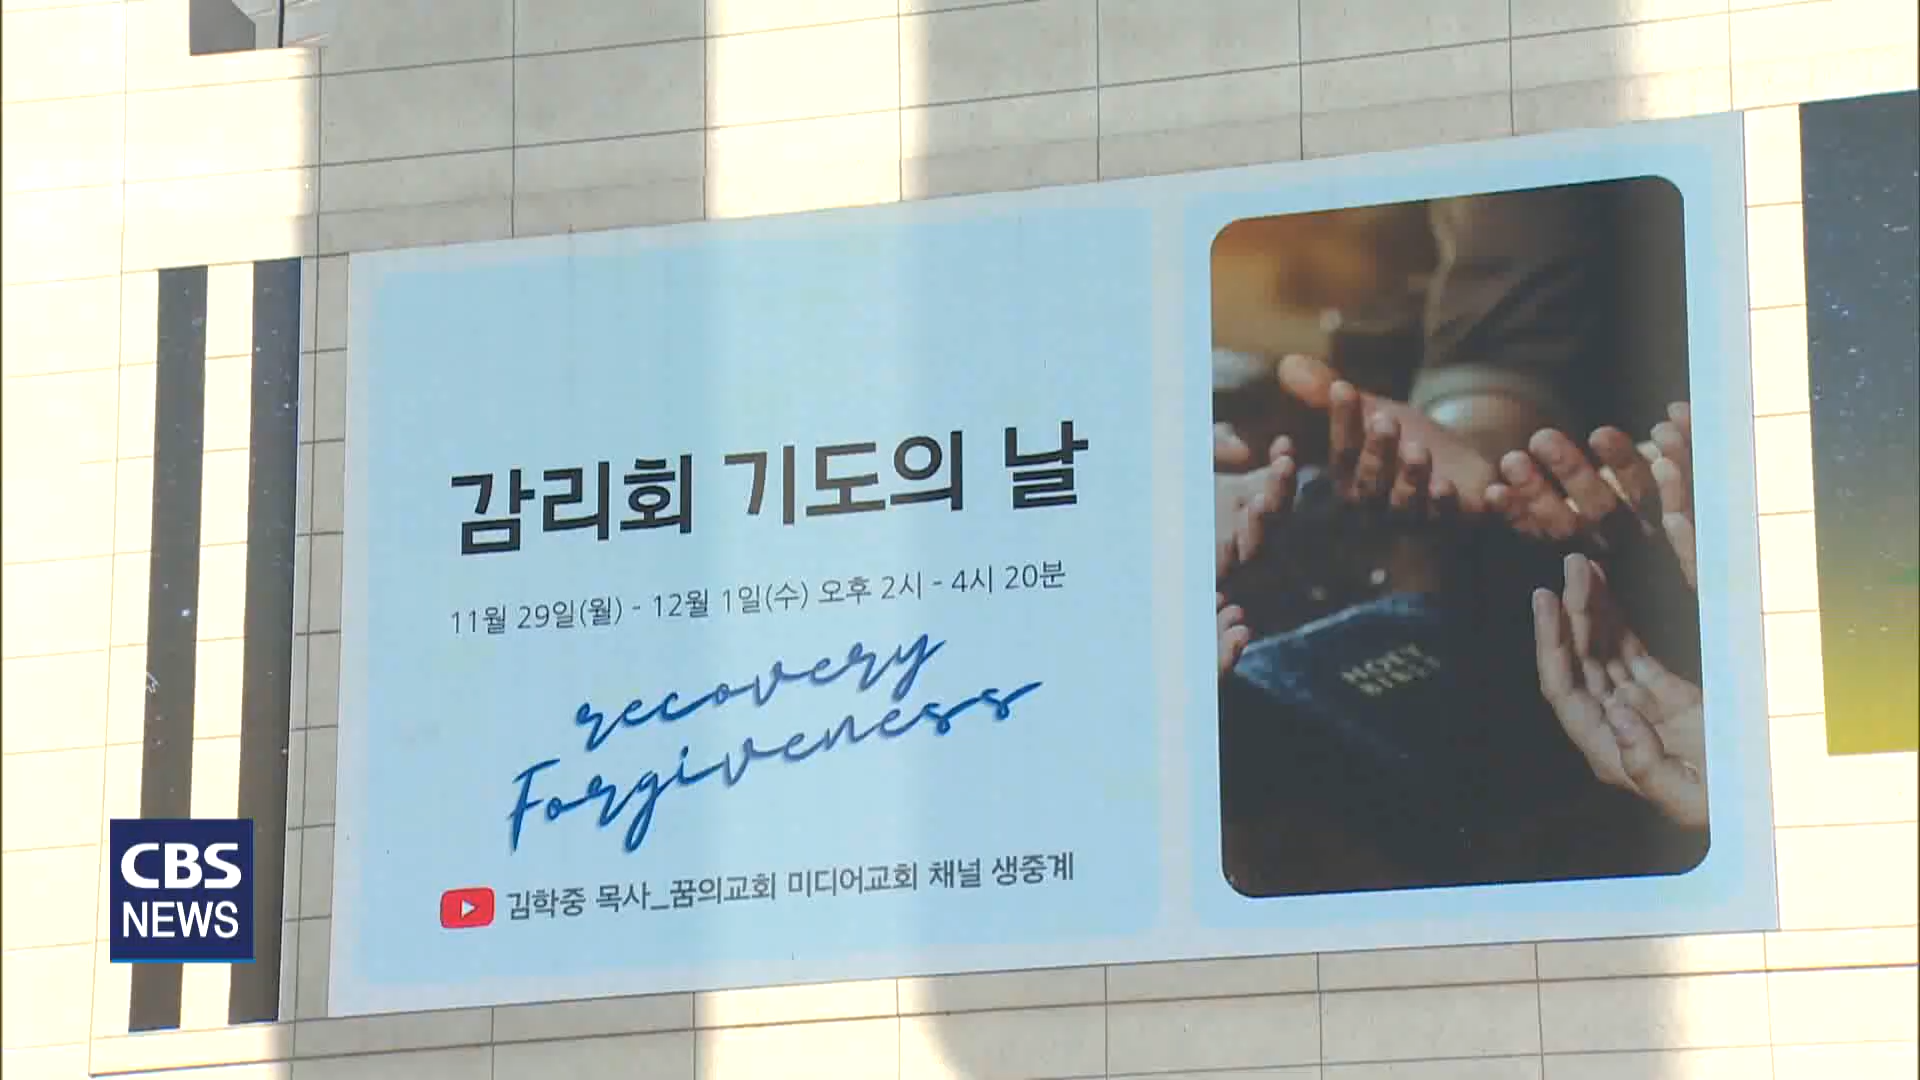 감리회 기도의 날
11월 29일(월) - 12월 1일(수) 오후 2시 - 4시 20분
recovery
Forgiveness
김학중 목사_꿈의교회 미디어교회 채널 생중계
HOLY
BIBLE
CBS
NEWS